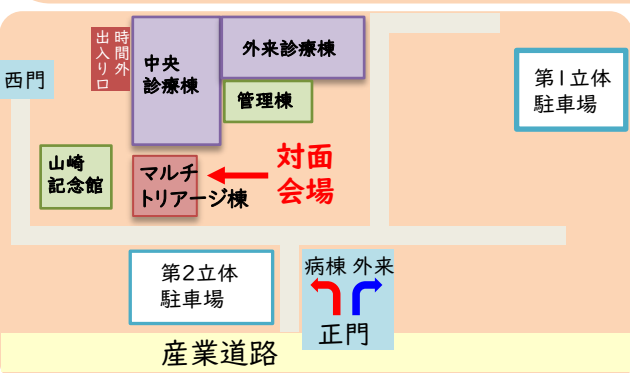 時間外
出入り口
中央
診療棟
外来診療棟
管理棟
西門
第1立体
駐車場
山崎
記念館
マルチ
トリアージ棟
対面
会場
第2立体
駐車場
病棟 外来
正門
産業道路